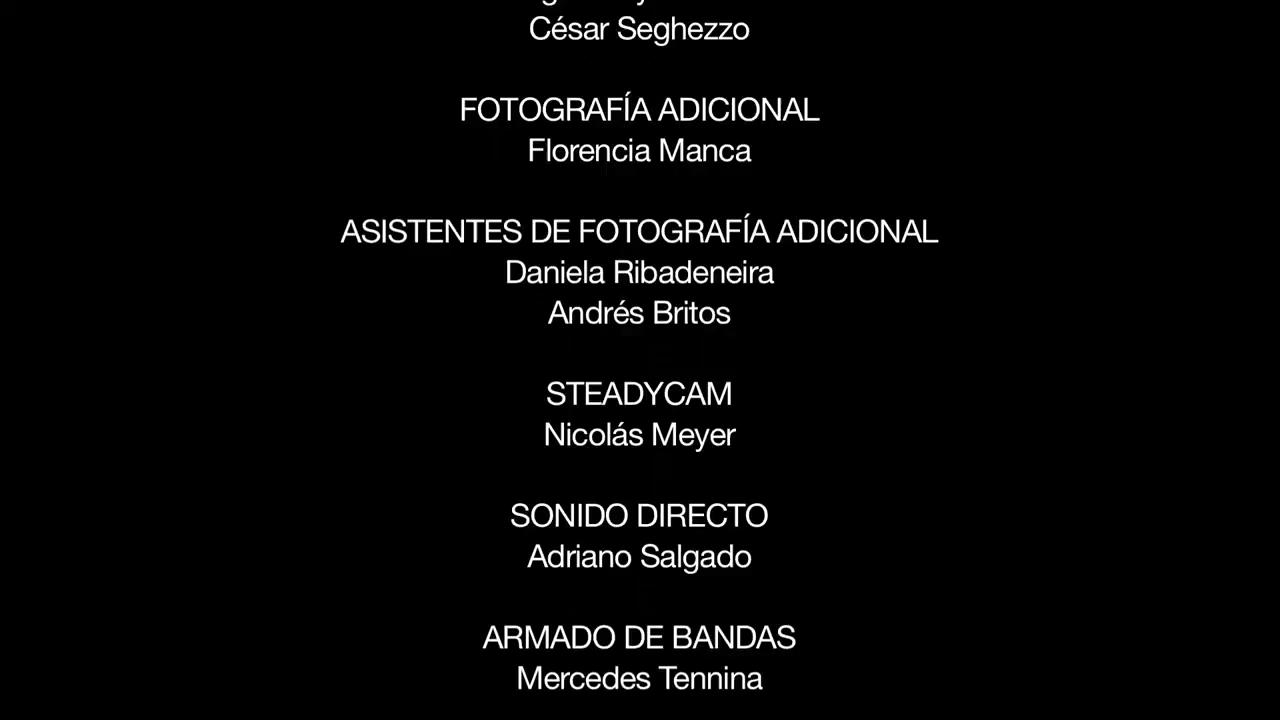 César Seghezzo
FOTOGRAFÍA ADICIONAL
Florencia Manca
ASISTENTES DE FOTOGRAFÍA ADICIONAL
Daniela Ribadeneira
Andrés Britos
STEADYCAM
Nicolás Meyer
SONIDO DIRECTO
Adriano Salgado
ARMADO DE BANDAS
Mercedes Tennina